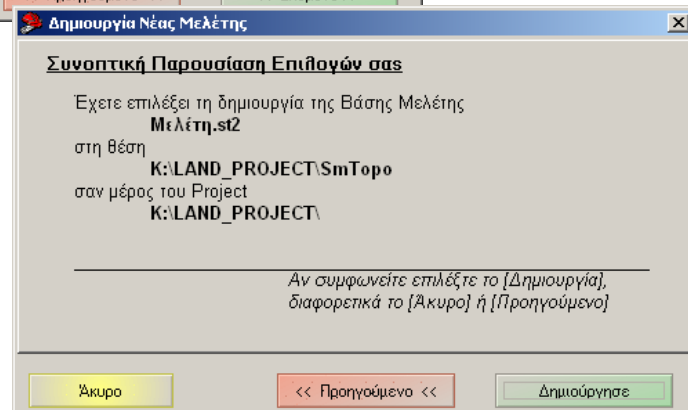 Δημιουργία Νέας Μελέτης
Συνοπτική Παρουσίαση Επιλογών σας
Έχετε επιλέξει τη δημιουργία της Βάσης Μελέτης
Μελέτη.st2
στη θέση
K:\LAND_PROJECT\SmTopo
σαν μέρος του Project
K:\LAND_PROJECT\
Αν συμφωνείτε επιλέξτε το [Δημιουργία],
διαφορετικά το [Άκυρο] ή [Προηγούμενο]
Άκυρο
<< Προηγούμενο <<
Δημιούργησε